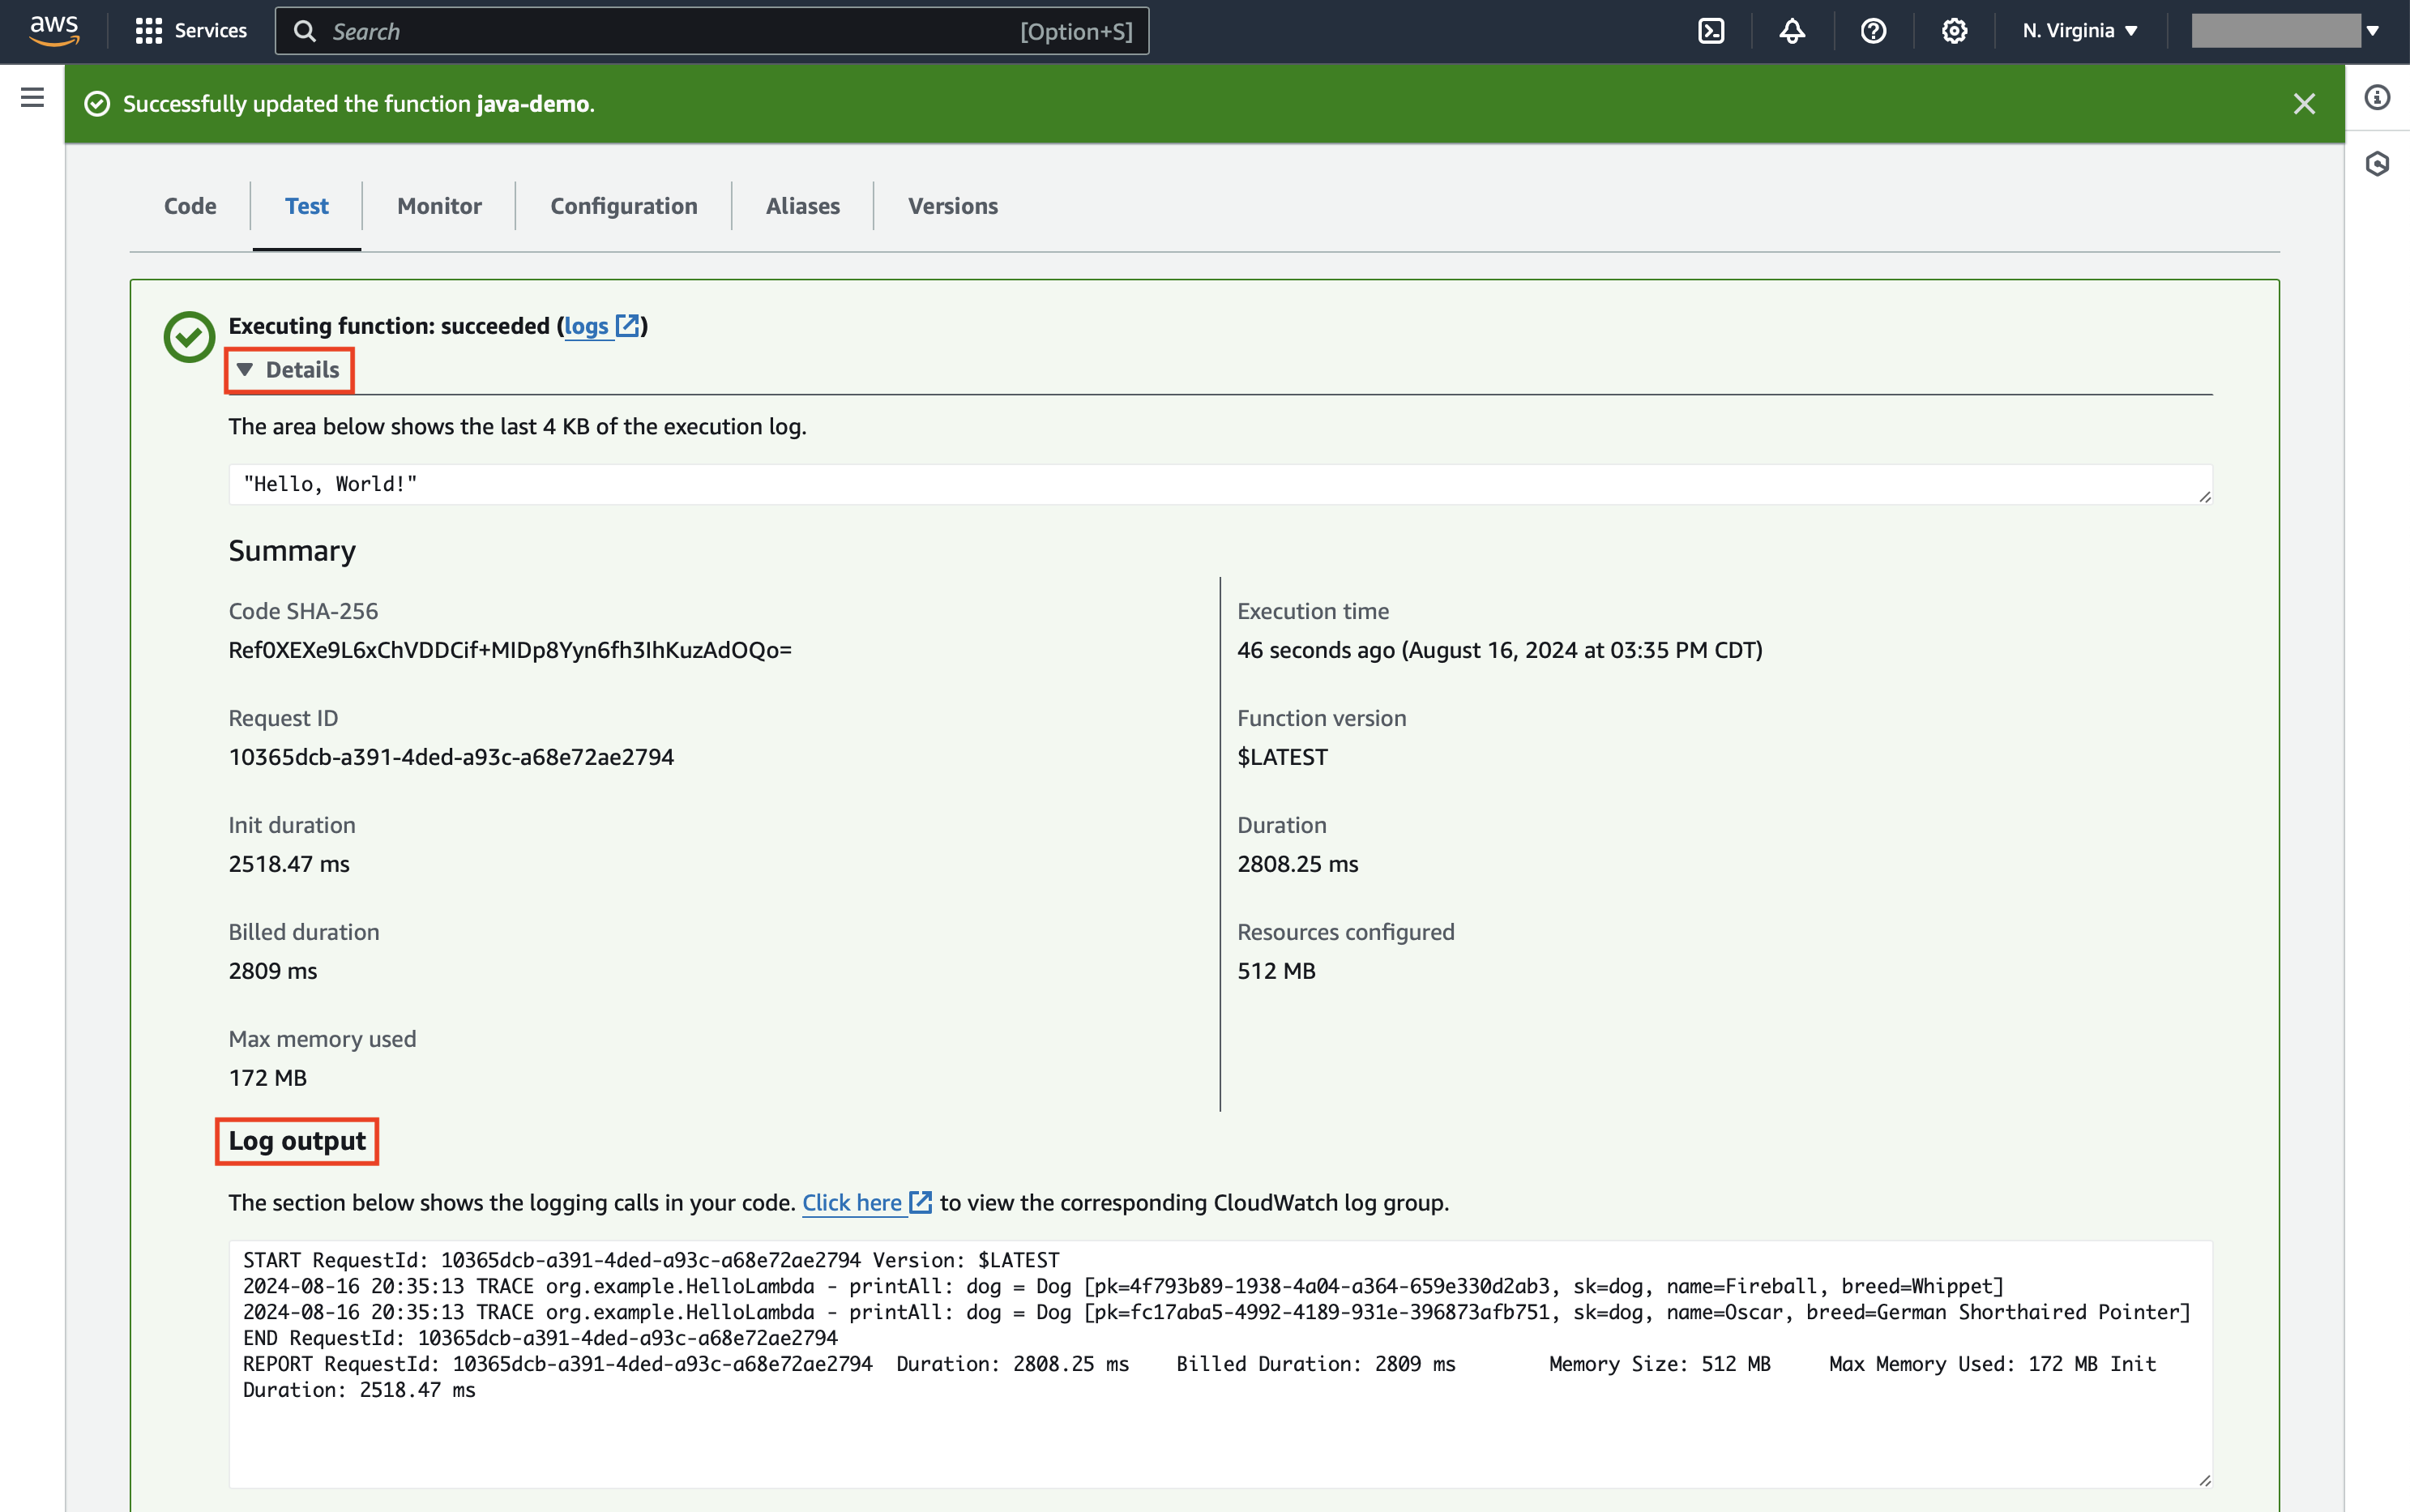 aws
Services
Search
[Option+S]
N. Virginia
Successfully updated the function java-demo.
Code
Test
Monitor
Configuration
Aliases
Versions
Executing function: succeeded (logs)
Details
The area below shows the last 4 KB of the execution log.
"Hello, World!"
Summary
Code SHA-256
Ref0XEXe9L6xChVDDCif+MIDp8Yyn6fh3IhKuzAdOQo=
Execution time
46 seconds ago (August 16, 2024 at 03:35 PM CDT)
Request ID
10365dcb-a391-4ded-a93c-a68e72ae2794
Function version
$LATEST
Init duration
2518.47 ms
Duration
2808.25 ms
Billed duration
2809 ms
Resources configured
512 MB
Max memory used
172 MB
Log output
The section below shows the logging calls in your code. Click here to view the corresponding CloudWatch log group.
START RequestId: 10365dcb-a391-4ded-a93c-a68e72ae2794 Version: $LATEST
2024-08-16 20:35:13 TRACE org.example.HelloLambda - printAll: dog = Dog [pk=4f793b89-1938-4a04-a364-659e330d2ab3, sk=dog, name=Fireball, breed=Whippet]
2024-08-16 20:35:13 TRACE org.example.HelloLambda - printAll: dog = Dog [pk=fc17aba5-4992-4189-931e-396873afb751, sk=dog, name=Oscar, breed=German Shorthaired Pointer]
END RequestId: 10365dcb-a391-4ded-a93c-a68e72ae2794
REPORT RequestId: 10365dcb-a391-4ded-a93c-a68e72ae2794 Duration: 2808.25 ms Billed Duration: 2809 ms Memory Size: 512 MB Max Memory Used: 172 MB Init
Duration: 2518.47 ms